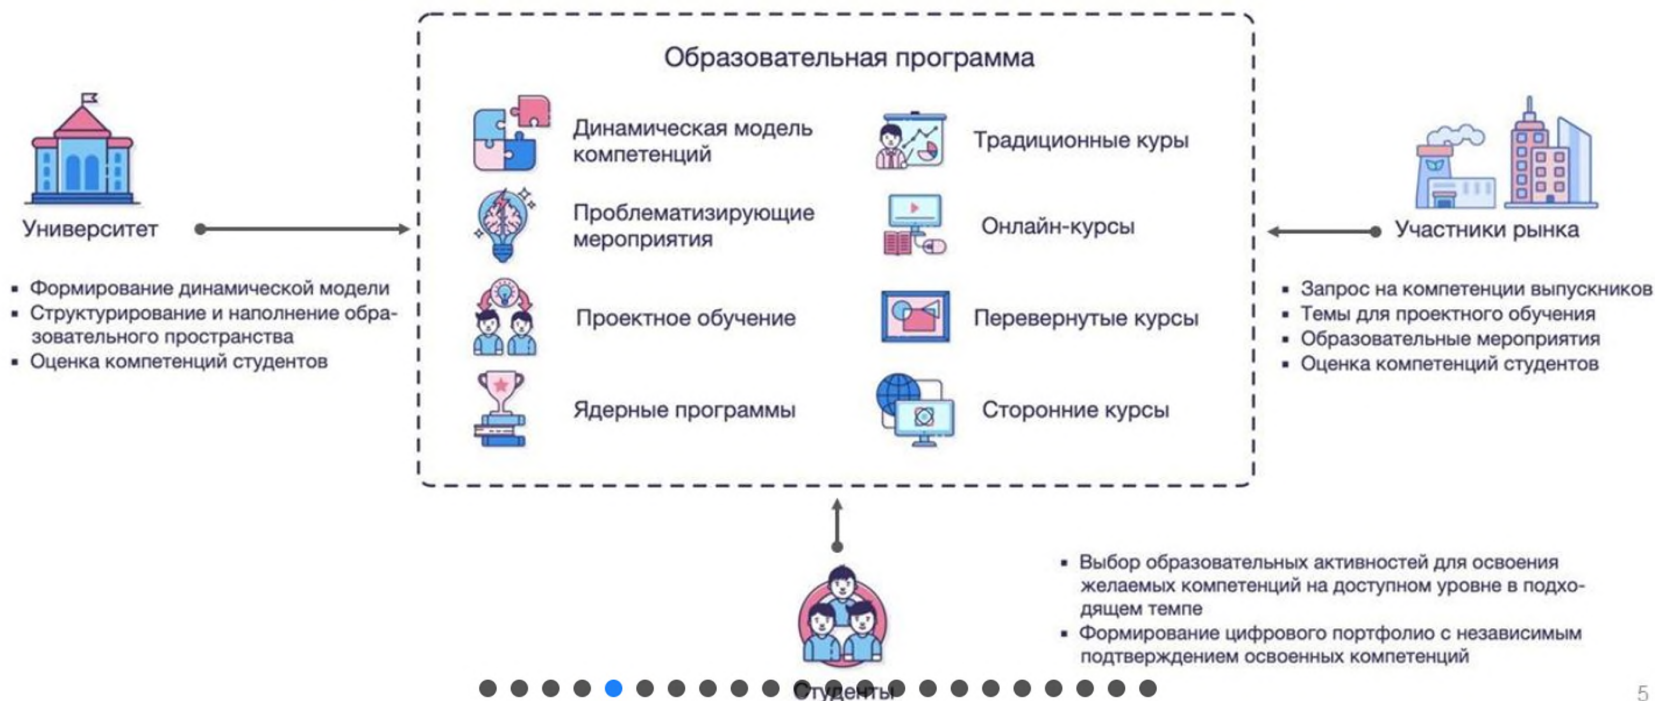 Образовательная программа
Университет
▪ Формирование динамической модели
▪ Структурирование и наполнение обра-
зовательного пространства
▪ Оценка компетенций студентов
Динамическая модель
компетенций
Проблематизирующие
мероприятия
Проектное обучение
Ядерные программы
Традиционные куры
Онлайн-курсы
Перевернутые курсы
Сторонние курсы
Участники рынка
▪ Запрос на компетенции выпускников
▪ Темы для проектного обучения
▪ Образовательные мероприятия
▪ Оценка компетенций студентов
Студенты
▪ Выбор образовательных активностей для освоения
желаемых компетенций на доступном уровне в подхо-
дящем темпе
▪ Формирование цифрового портфолио с независимым
подтверждением освоенных компетенций
5